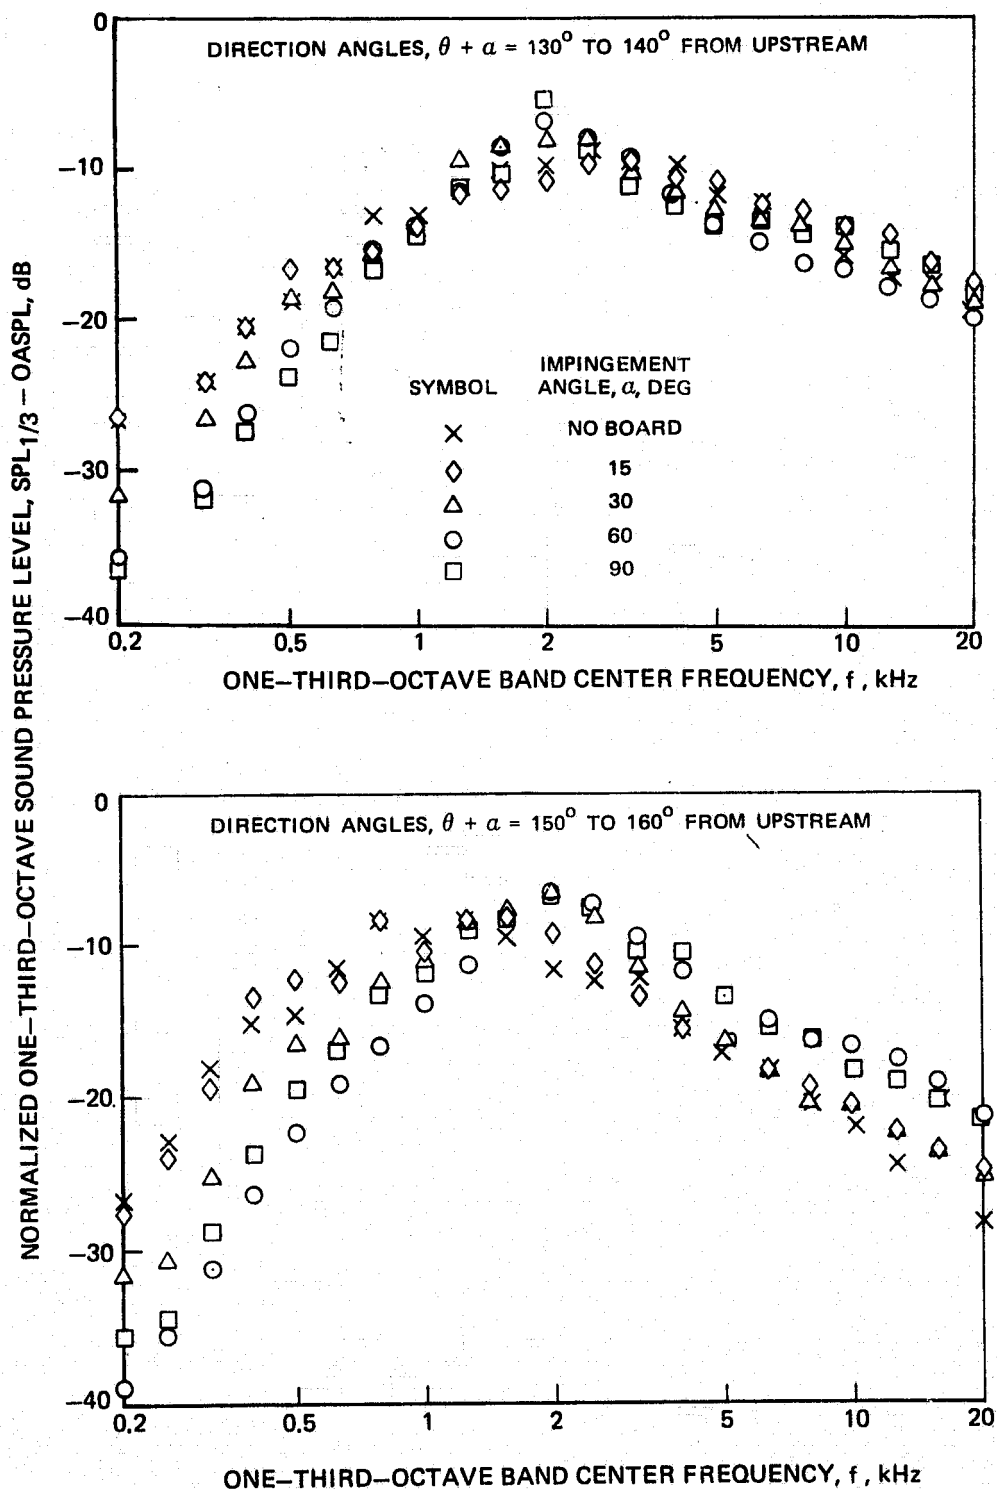 NORMALIZED ONE–THIRD–OCTAVE SOUND PRESSURE LEVEL, SPL1/3 – OASPL, dB
0
DIRECTION ANGLES, θ + α = 130° TO 140° FROM UPSTREAM
–10
–20
IMPINGEMENT
SYMBOL ANGLE, α, DEG
NO BOARD
15
–30
30
60
90
–40
0.2 0.5 1 2 5 10 20
ONE–THIRD–OCTAVE BAND CENTER FREQUENCY, f , kHz
0
DIRECTION ANGLES, θ + α = 150° TO 160° FROM UPSTREAM
–10
–20
–30
–40
0.2 0.5 1 2 5 10 20
ONE–THIRD–OCTAVE BAND CENTER FREQUENCY, f , kHz